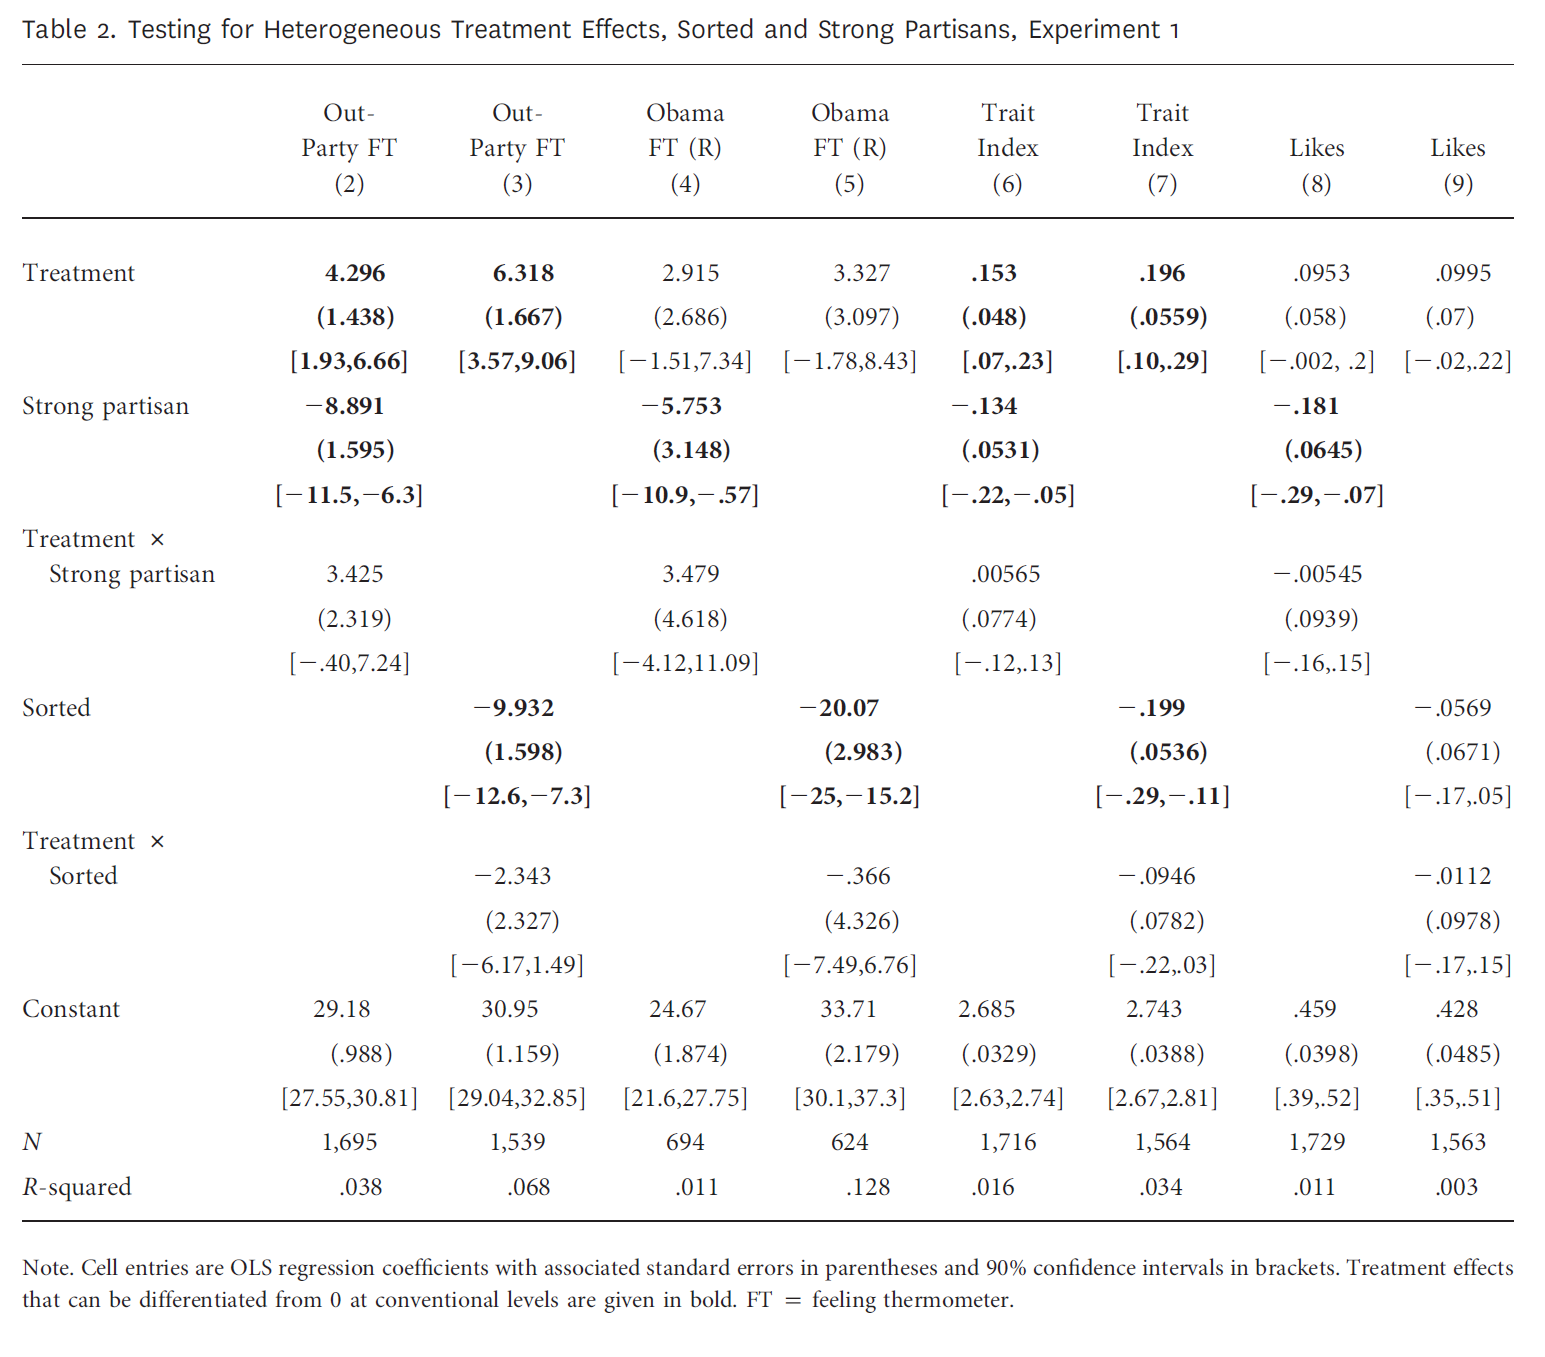 Table 2. Testing for Heterogeneous Treatment Effects, Sorted and Strong Partisans, Experiment 1
Out- Out- Obama Obama Trait Trait
Party FT Party FT FT (R) FT (R) Index Index Likes Likes
(2) (3) (4) (5) (6) (7) (8) (9)
Treatment 4.296 6.318 2.915 3.327 .153 .196 .0953 .0995
(1.438) (1.667) (2.686) (3.097) (.048) (.0559) (.058) (.07)
[1.93,6.66] [3.57,9.06] [−1.51,7.34] [−1.78,8.43] [.07,.23] [.10,.29] [−.002, .2] [−.02,.22]
Strong partisan −8.891 −5.753 −.134 −.181
(1.595) (3.148) (.0531) (.0645)
[−11.5,−6.3] [−10.9,−.57] [−.22,−.05] [−.29,−.07]
Treatment ×
Strong partisan 3.425 3.479 .00565 −.00545
(2.319) (4.618) (.0774) (.0939)
[−.40,7.24] [−4.12,11.09] [−.12,.13] [−.16,.15]
Sorted −9.932 −20.07 −.199 −.0569
(1.598) (2.983) (.0536) (.0671)
[−12.6,−7.3] [−25,−15.2] [−.29,−.11] [−.17,.05]
Treatment ×
Sorted −2.343 −.366 −.0946 −.0112
(2.327) (4.326) (.0782) (.0978)
[−6.17,1.49] [−7.49,6.76] [−.22,.03] [−.17,.15]
Constant 29.18 30.95 24.67 33.71 2.685 2.743 .459 .428
(.988) (1.159) (1.874) (2.179) (.0329) (.0388) (.0398) (.0485)
[27.55,30.81] [29.04,32.85] [21.6,27.75] [30.1,37.3] [2.63,2.74] [2.67,2.81] [.39,.52] [.35,.51]
N 1,695 1,539 694 624 1,716 1,564 1,729 1,563
R-squared .038 .068 .011 .128 .016 .034 .011 .003
Note. Cell entries are OLS regression coefficients with associated standard errors in parentheses and 90% confidence intervals in brackets. Treatment effects
that can be differentiated from 0 at conventional levels are given in bold. FT = feeling thermometer.